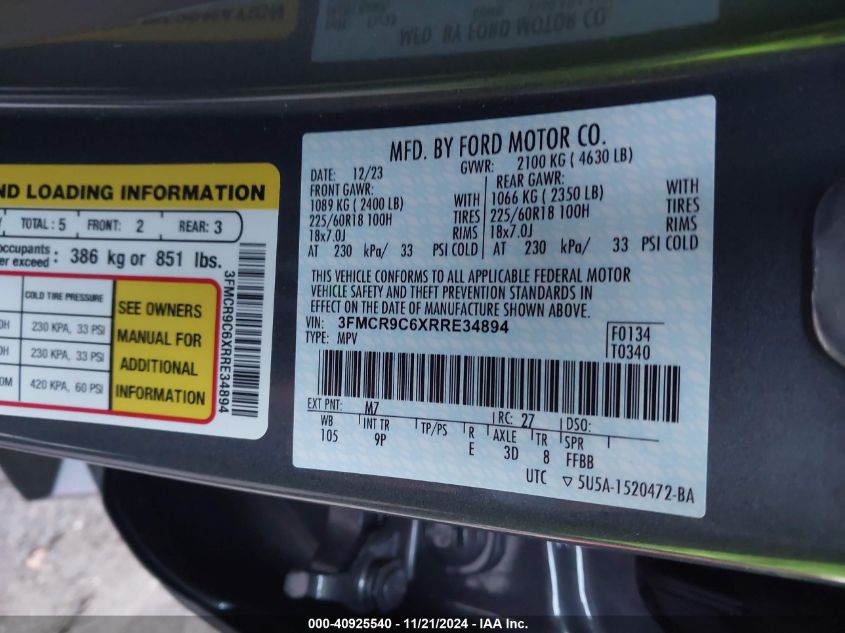 MFD. BY FORD MOTOR CO.
ND LOADING INFORMATION
TOTAL: 5 FRONT: 2 REAR: 3
occupants
er exceed : 386 kg or 851 lbs.
COLD TIRE PRESSURE
230 KPA, 33 PSI
230 KPA, 33 PSI
420 KPA, 60 PSI
SEE OWNERS
MANUAL FOR
ADDITIONAL
INFORMATION
3FMCR9C6XRRE34894
MFD. BY FORD MOTOR CO.
DATE: 12/23 GVWR: 2100 KG ( 4630 LB)
FRONT GAWR: REAR GAWR:
1089 KG ( 2400 LB) WITH 1066 KG ( 2350 LB) WITH
225/60R18 100H TIRES 225/60R18 100H TIRES
18x7.0J RIMS 18x7.0J RIMS
AT 230 kPa/ 33 PSI COLD AT 230 kPa/ 33 PSI COLD
THIS VEHICLE CONFORMS TO ALL APPLICABLE FEDERAL MOTOR
VEHICLE SAFETY AND THEFT PREVENTION STANDARDS IN
EFFECT ON THE DATE OF MANUFACTURE SHOWN ABOVE.
VIN: 3FMCR9C6XRRE34894
TYPE: MPV
F0134
T0340
EXT PNT: M7 RC: 27 DSO:
WB INT TR TP/PS R AXLE TR SPR
105 9P E 3D 8 FFBB
UTC ▽ 5U5A-1520472-BA
000-40925540 - 11/21/2024 - IAA Inc.